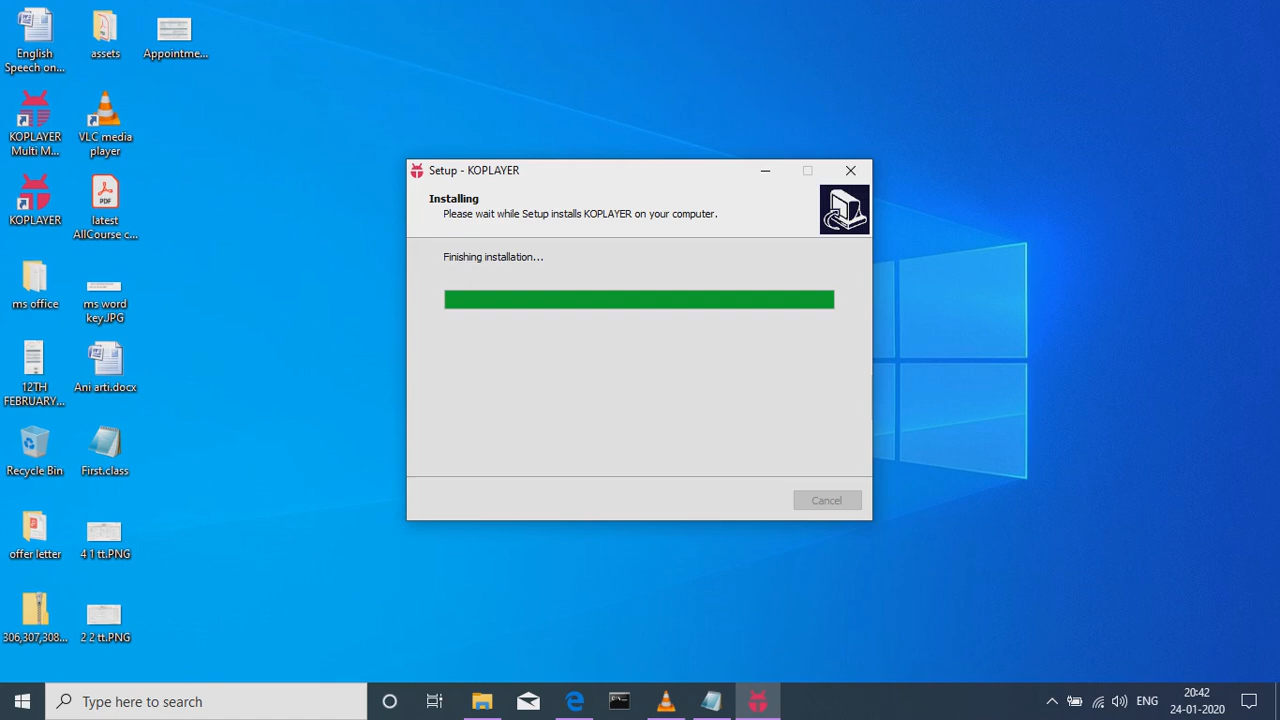 English
Speech on...
assets
Appointme...
KOPLAYER
Multi M...
VLC media
player
KOPLAYER
PDF
latest
AllCourse c...
ms office
ms word
key.JPG
12TH
FEBRUARY...
Ani arti.docx
Recycle Bin
First.class
offer letter
4 1 tt.PNG
306,307,308...
2 2 tt.PNG
Setup - KOPLAYER
Installing
Please wait while Setup installs KOPLAYER on your computer.
Finishing installation...
Cancel
Type here to search
ENG
20:42
24-01-2020